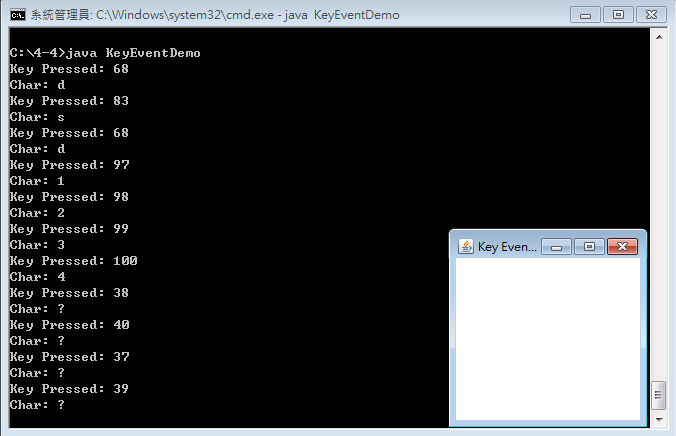 系統管理員: C:\Windows\system32\cmd.exe - java  KeyEventDemo
C:\4-4>java KeyEventDemo
Key Pressed: 68
Char: d
Key Pressed: 83
Char: s
Key Pressed: 68
Char: d
Key Pressed: 97
Char: 1
Key Pressed: 98
Char: 2
Key Pressed: 99
Char: 3
Key Pressed: 100
Char: 4
Key Pressed: 38
Char: ?
Key Pressed: 40
Char: ?
Key Pressed: 37
Char: ?
Key Pressed: 39
Char: ?
Key Even...